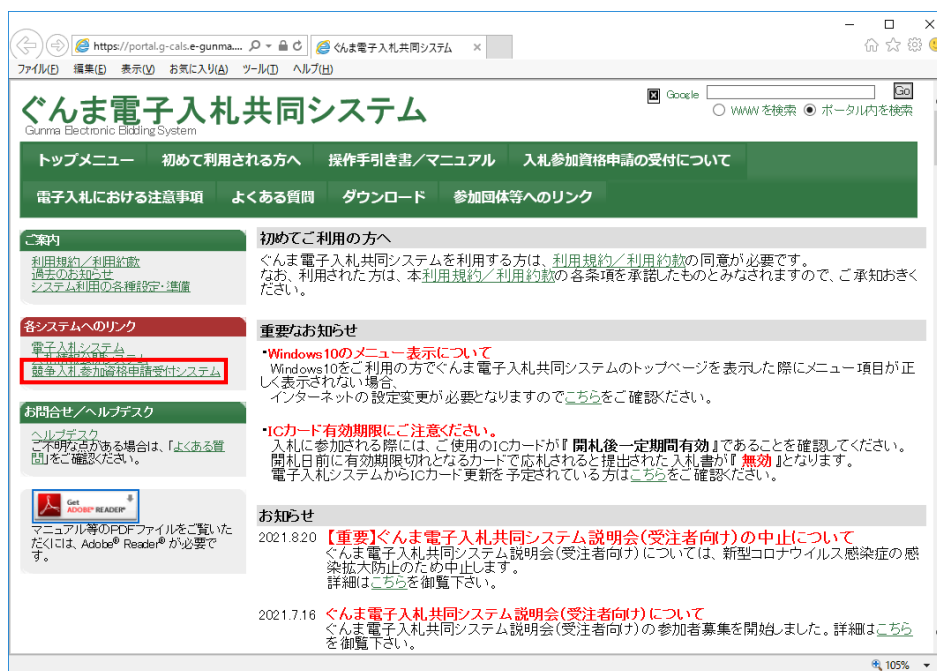 https://portal.g-cals.e-gunma....
ぐんま電子入札共同システム
ファイル(F) 編集(E) 表示(V) お気に入り(A) ツール(T) ヘルプ(H)
ぐんま電子入札共同システム
Gunma Electronic Bidding System
Google Go
WWW を検索 ポータル内を検索
トップメニュー 初めて利用される方へ 操作手引き書/マニュアル 入札参加資格申請の受付について
電子入札における注意事項 よくある質問 ダウンロード 参加団体等へのリンク
ご案内
利用規約/利用約款
過去のお知らせ
システム利用の各種設定・準備
各システムへのリンク
電子入札システム
入札情報公開システム
競争入札参加資格申請受付システム
お問合せ/ヘルプデスク
ヘルプデスク
ご不明な点がある場合は、「よくある質
問」をご確認ください。
Get
ADOBE® READER®
マニュアル等のPDFファイルをご覧いた
だくには、Adobe® Reader® が必要で
す。
初めてご利用の方へ
ぐんま電子入札共同システムを利用する方は、利用規約/利用約款の同意が必要です。
なお、利用された方は、本利用規約/利用約款の各条項を承諾したものとみなされますので、ご承知おきく
ださい。
重要なお知らせ
・Windows10のメニュー表示について
Windows10をご利用の方でぐんま電子入札共同システムのトップページを表示した際にメニュー項目が正
しく表示されない場合、
インターネットの設定変更が必要となりますのでこちらをご確認ください。
・ICカード有効期限にご注意ください。
入札に参加される際には、ご使用のICカードが『開札後一定期間有効』であることを確認してください。
開札日前に有効期限切れとなるカードで応札されると提出された入札書が『無効』となります。
電子入札システムからICカード更新を予定されている方はこちらをご確認ください。
お知らせ
2021.8.20 【重要】ぐんま電子入札共同システム説明会(受注者向け)の中止について
ぐんま電子入札共同システム説明会(受注者向け)については、新型コロナウイルス感染症の感
染拡大防止のため中止します。
詳細はこちらを御覧下さい。
2021.7.16 ぐんま電子入札共同システム説明会(受注者向け)について
ぐんま電子入札共同システム説明会(受注者向け)の参加者募集を開始しました。詳細はこちら
を御覧下さい。
105%